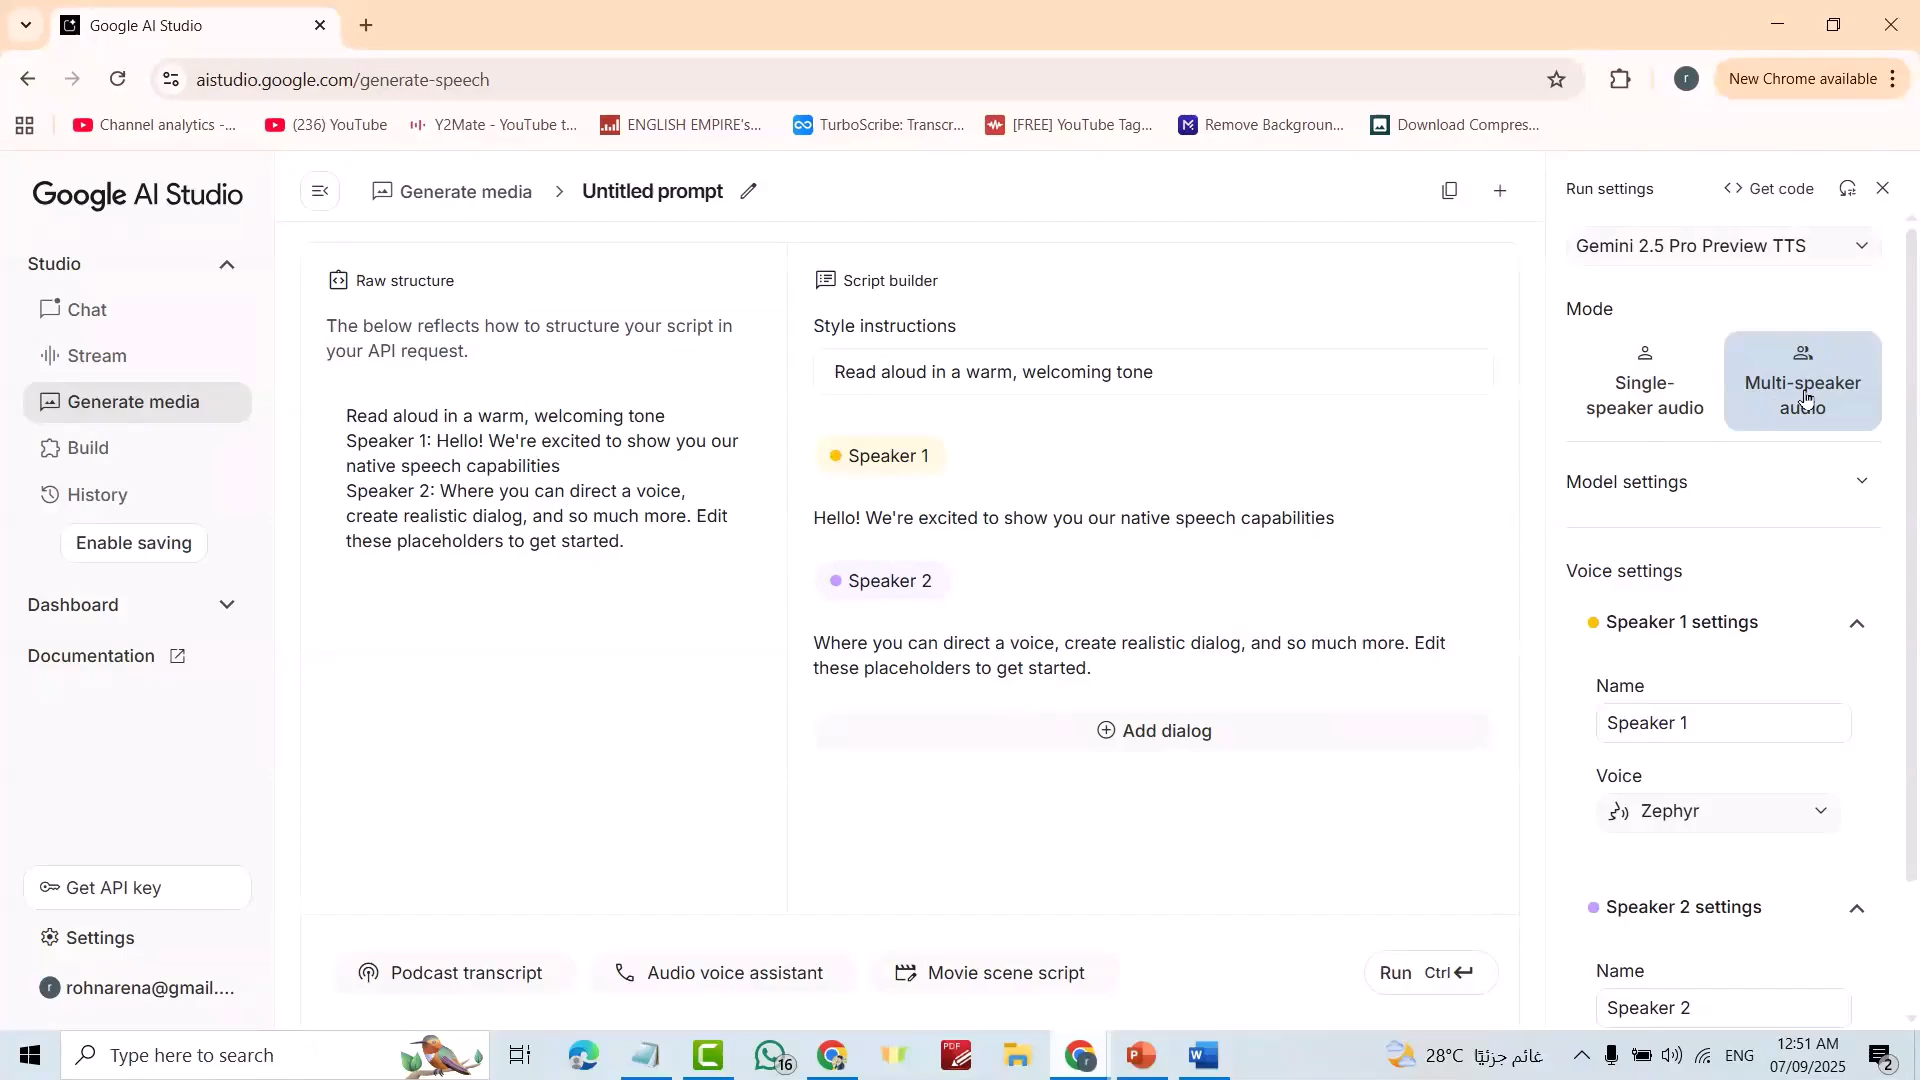 Google AI Studio
aistudio.google.com/generate-speech
New Chrome available
Channel analytics -...
(236) YouTube
Y2Mate - YouTube t...
ENGLISH EMPIRE's...
TurboScribe: Transcr...
[FREE] YouTube Tag...
Remove Backgroun...
Download Compres...
Google AI Studio
Studio
Chat
Stream
Generate media
Build
History
Enable saving
Dashboard
Documentation
Get API key
Settings
r
rohnarena@gmail....
Generate media > Untitled prompt
Raw structure
The below reflects how to structure your script in
your API request.
Read aloud in a warm, welcoming tone
Speaker 1: Hello! We're excited to show you our
native speech capabilities
Speaker 2: Where you can direct a voice,
create realistic dialog, and so much more. Edit
these placeholders to get started.
Script builder
Style instructions
Read aloud in a warm, welcoming tone
Speaker 1
Hello! We're excited to show you our native speech capabilities
Speaker 2
Where you can direct a voice, create realistic dialog, and so much more. Edit
these placeholders to get started.
Add dialog
Podcast transcript
Audio voice assistant
Movie scene script
Run Ctrl
Run settings
<> Get code
Gemini 2.5 Pro Preview TTS
Mode
Single-
speaker audio
Multi-speaker
audio
Model settings
Voice settings
Speaker 1 settings
Name
Speaker 1
Voice
Zephyr
Speaker 2 settings
Name
Speaker 2
Type here to search
16
PDF
28°C غائم جزئيًا
ENG
12:51 AM
07/09/2025
2